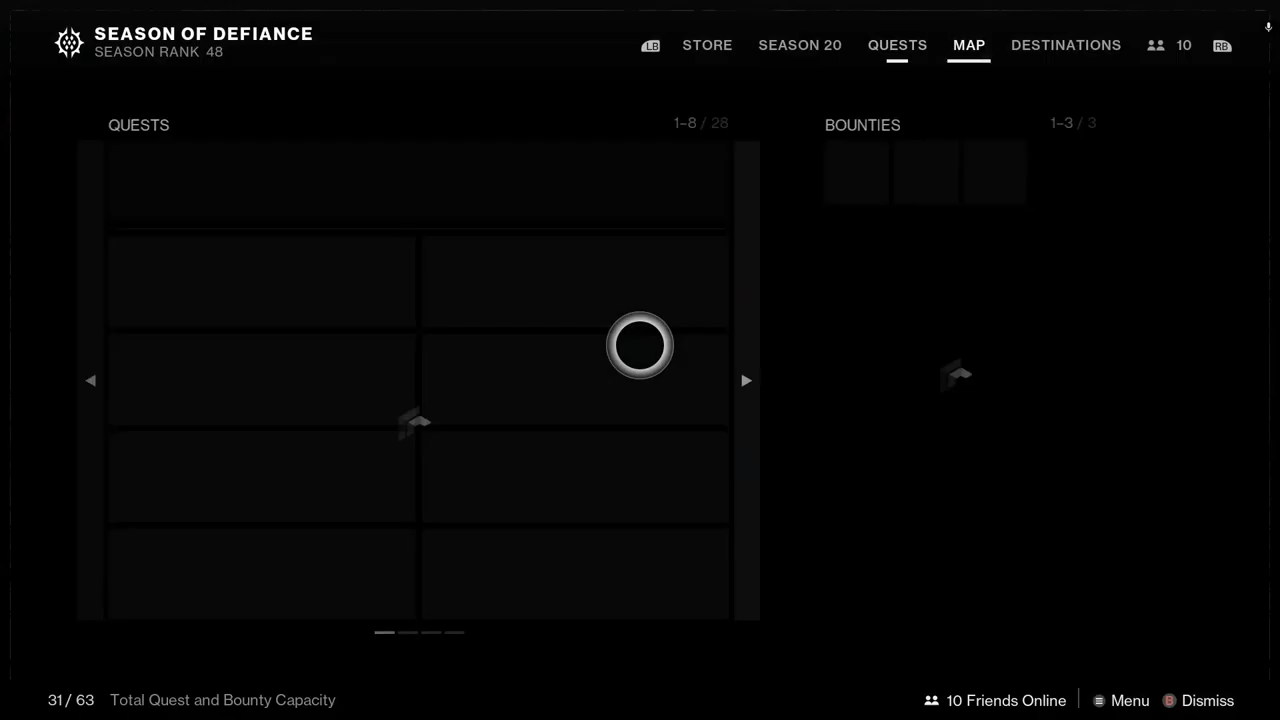 SEASON OF DEFIANCE
SEASON RANK 48
LB STORE SEASON 20 QUESTS MAP DESTINATIONS 10 RB
QUESTS 1–8 / 28
BOUNTIES 1–3 / 3
31 / 63 Total Quest and Bounty Capacity
10 Friends Online Menu B Dismiss